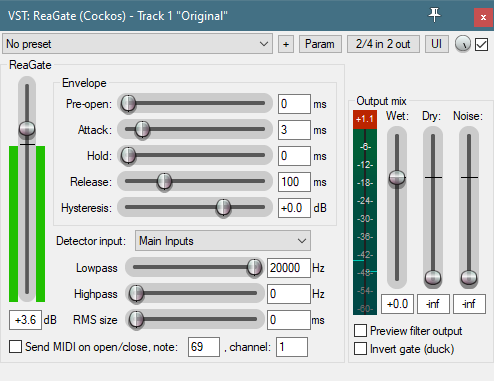 VST: ReaGate (Cockos) - Track 1 "Original"
No preset + Param 2/4 in 2 out UI
ReaGate
Envelope
Pre-open: 0 ms
Attack: 3 ms
Hold: 0 ms
Release: 100 ms
Hysteresis: +0.0 dB
Detector input: Main Inputs
Lowpass 20000 Hz
Highpass 0 Hz
RMS size 0 ms
+3.6 dB
Send MIDI on open/close, note: 69 , channel: 1
Output mix
+1.1 Wet: Dry: Noise:
-6-
-12-
-18-
-24-
-30-
-36-
-42-
-48-
-54-
-60-
+0.0 -inf -inf
Preview filter output
Invert gate (duck)